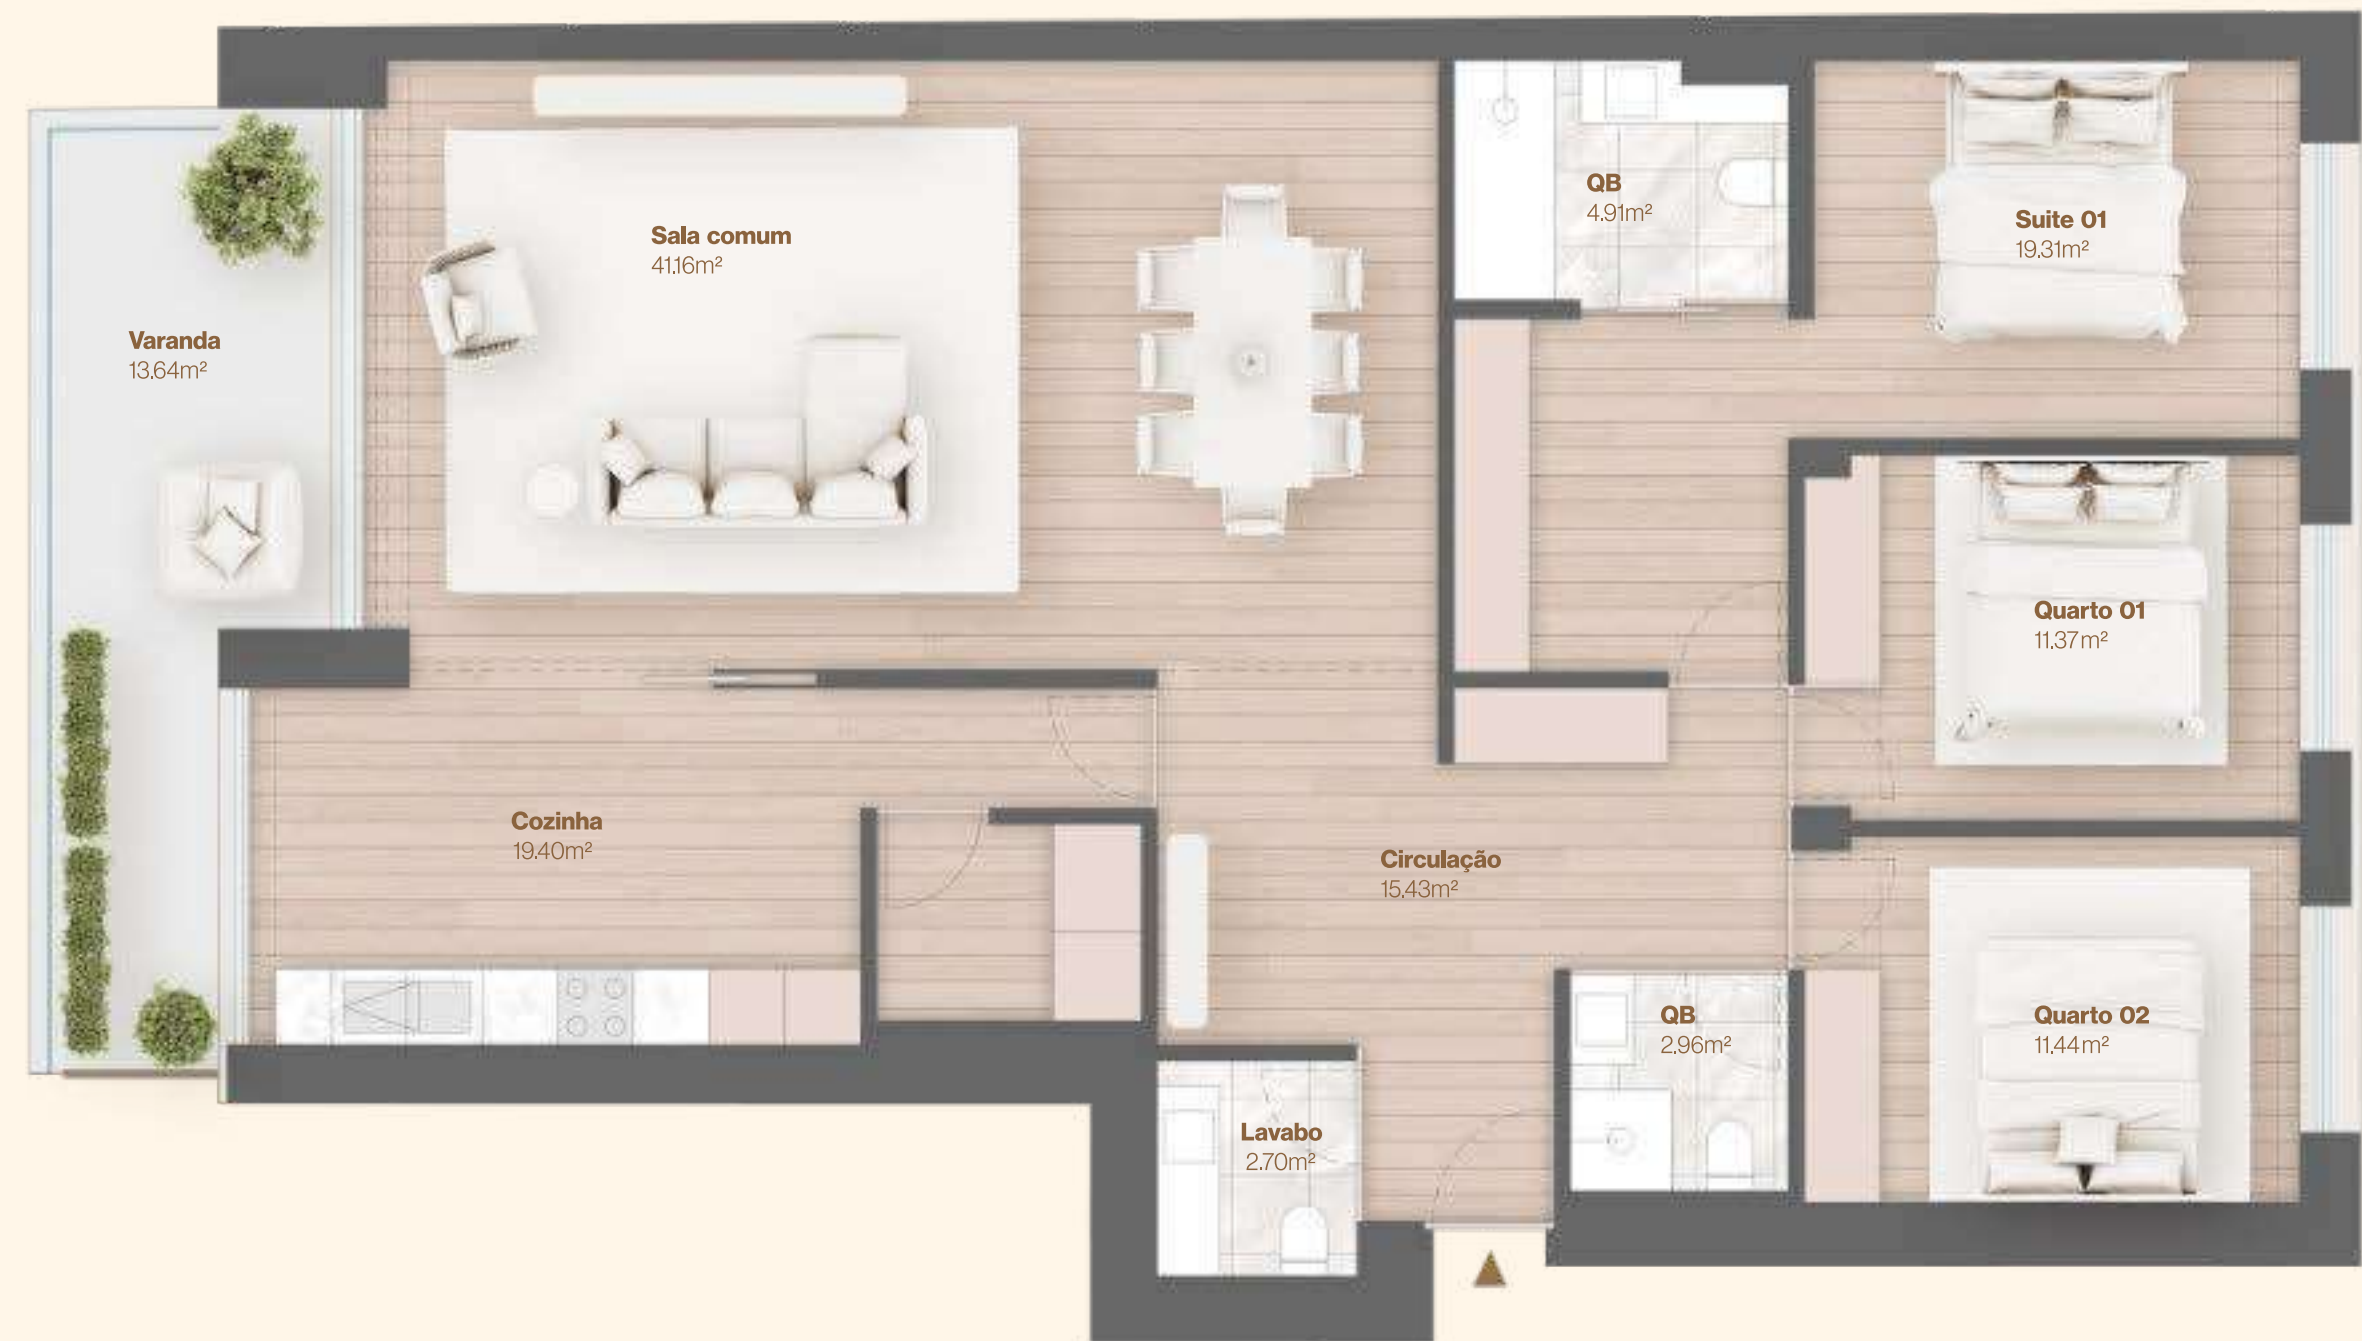 QB
4.91m²
Suite 01
19.31m²
Sala comum
41.16m²
Varanda
13.64m²
Quarto 01
11.37m²
Cozinha
19.40m²
Circulação
15.43m²
QB
2.96m²
Quarto 02
11.44m²
Lavabo
2.70m²